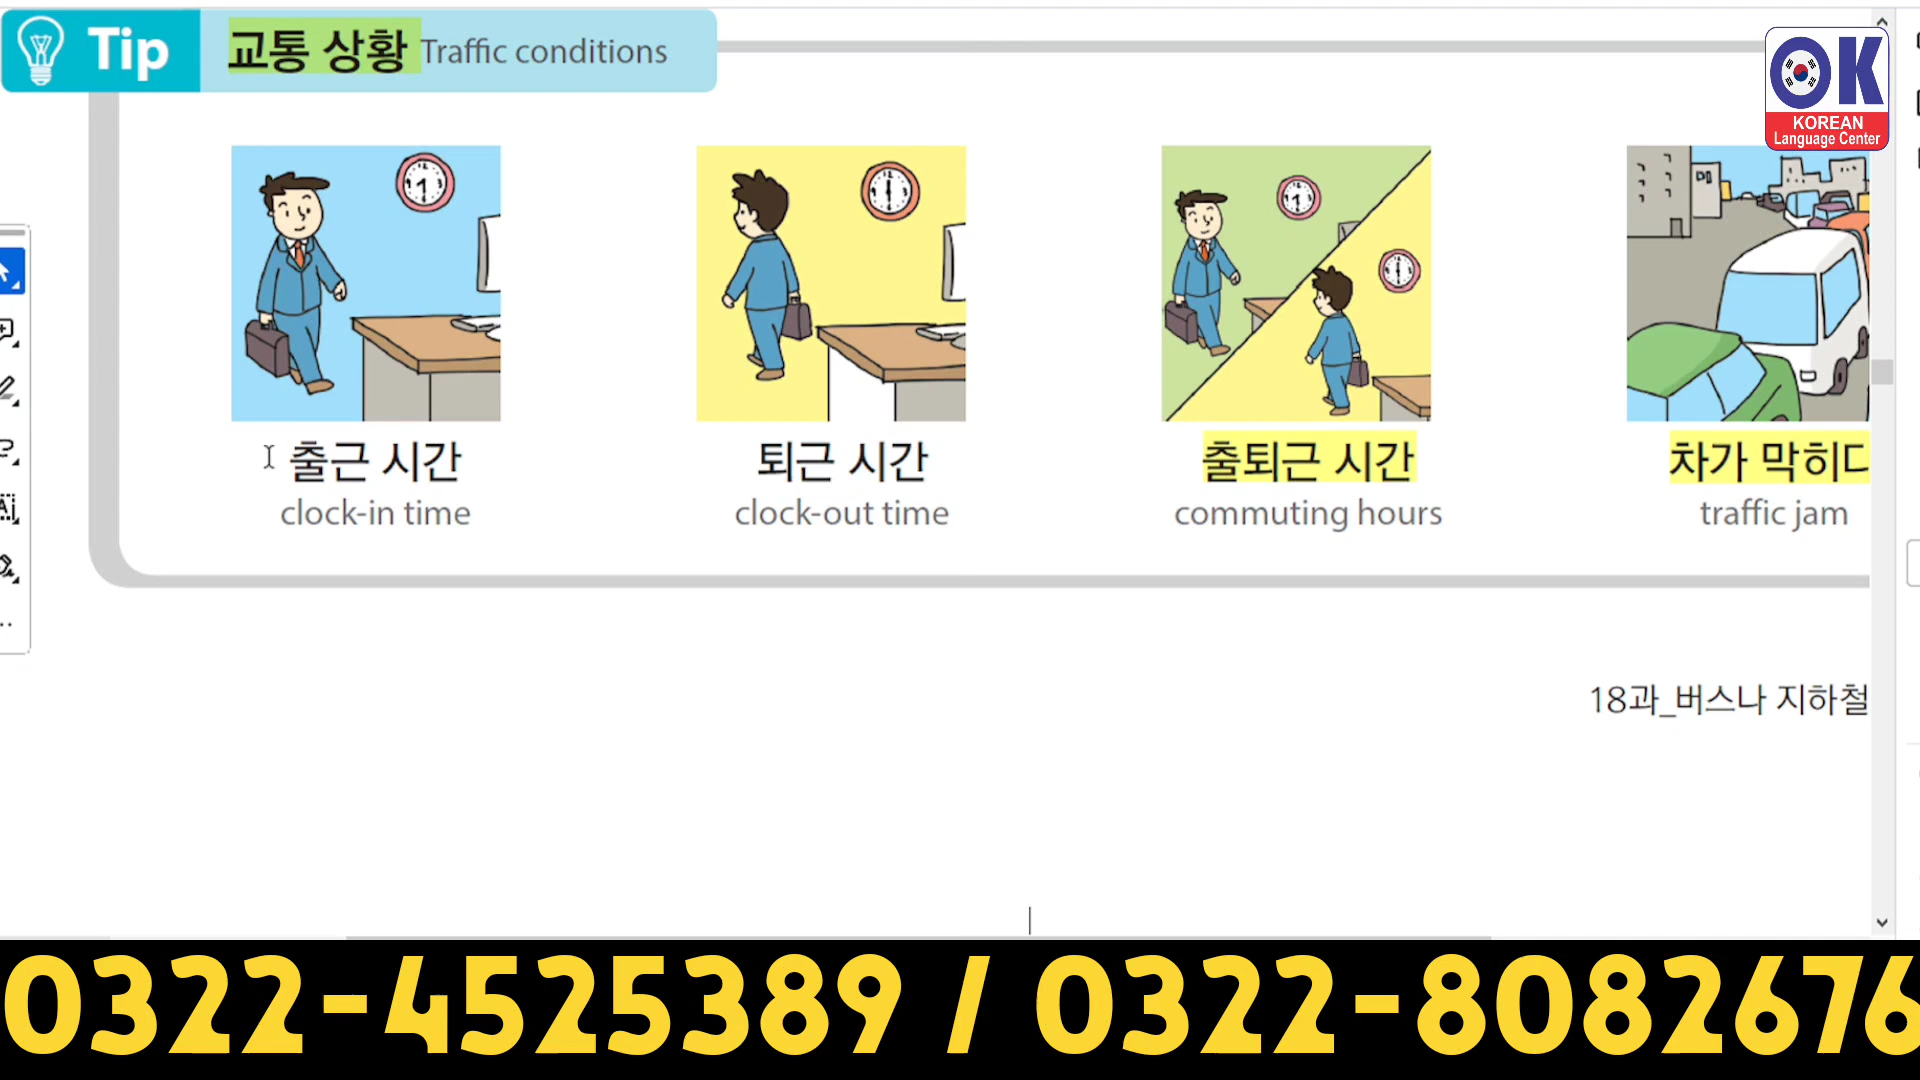 Tip 교통 상황 Traffic conditions
OK
KOREAN
Language Center
출근 시간
clock-in time
퇴근 시간
clock-out time
출퇴근 시간
commuting hours
차가 막히다
traffic jam
18과_버스나 지하철
0322-4525389 / 0322-8082676